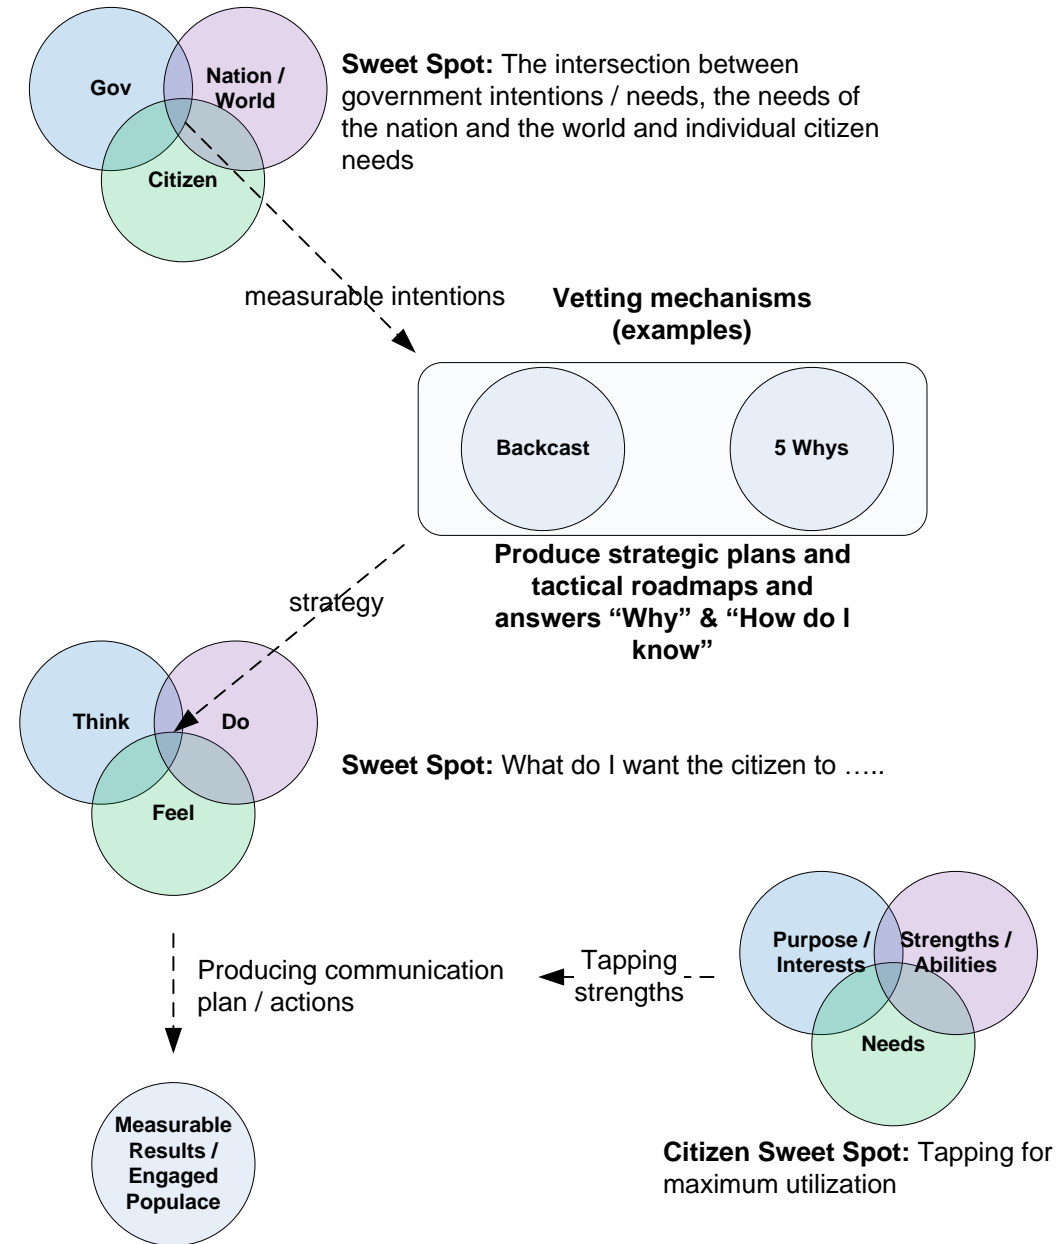 Gov
Nation /
World
Citizen
Sweet Spot: The intersection between
government intentions / needs, the needs of
the nation and the world and individual citizen
needs
measurable intentions
Vetting mechanisms
(examples)
Backcast
5 Whys
Produce strategic plans and
tactical roadmaps and
answers “Why” & “How do I
know”
strategy
Think
Do
Feel
Sweet Spot: What do I want the citizen to …..
Producing communication
plan / actions
Tapping
strengths
Purpose /
Interests
Strengths /
Abilities
Needs
Citizen Sweet Spot: Tapping for
maximum utilization
Measurable
Results /
Engaged
Populace